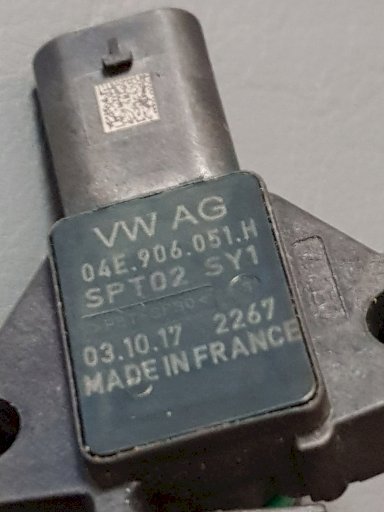 VW AG
04E.906.051.H
SPT02 SY1
03.10.17 2267
MADE IN FRANCE